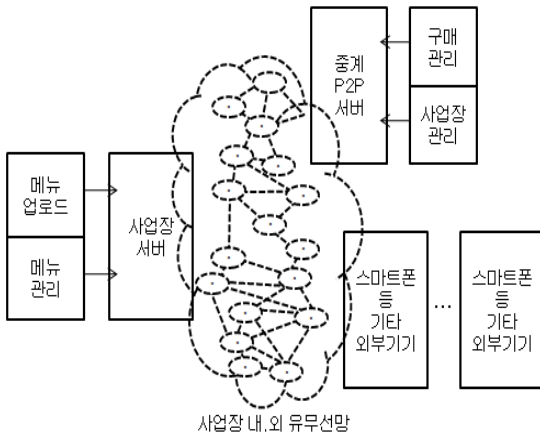 중계
P2P
서버
구매
관리
사업장
관리
메뉴
업로드
메뉴
관리
사업장
서버
스마트폰
등
기타
외부기기
...
스마트폰
등
기타
외부기기
사업장 내.외 유무선망